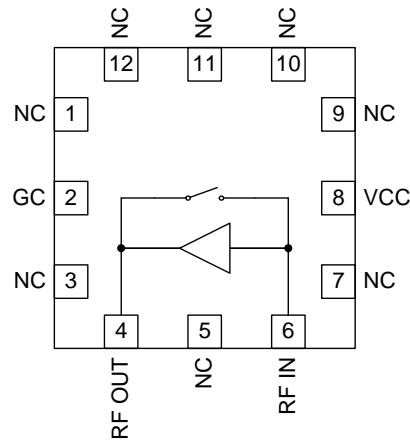 NC
NC
NC
12
11
10
NC 1
9 NC
GC 2
8 VCC
NC 3
7 NC
4
5
6
RF OUT
NC
RF IN